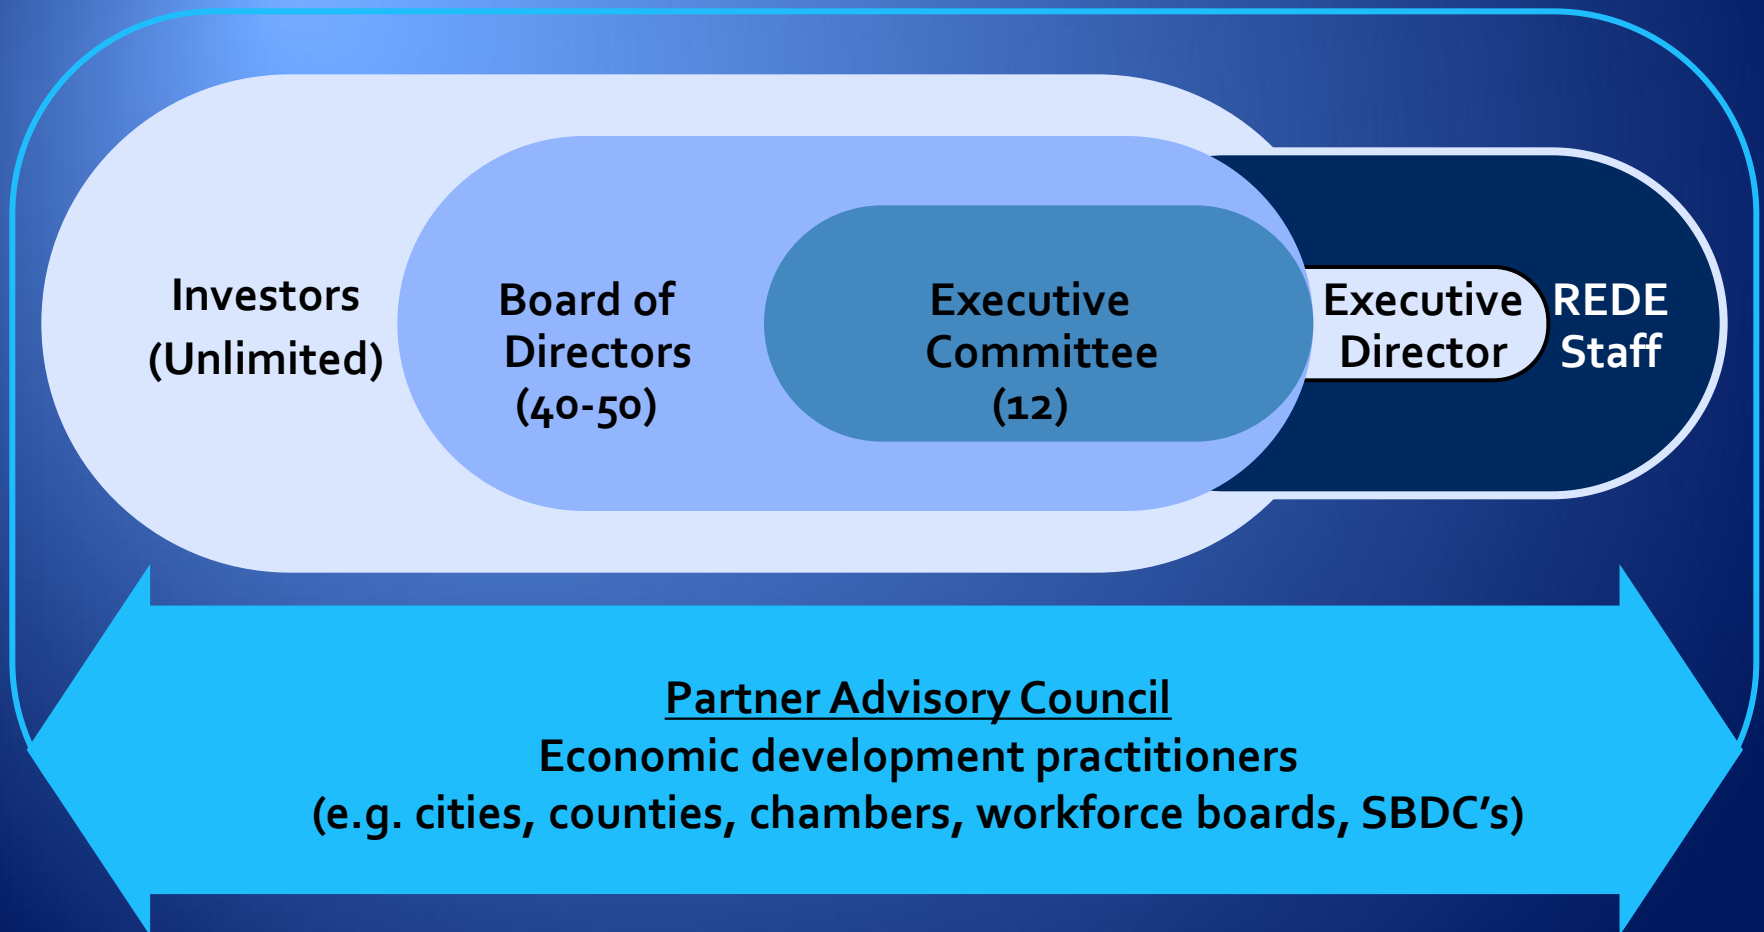 Investors
(Unlimited)
Board of
Directors
(40-50)
Executive
Committee
(12)
Executive
Director
REDE
Staff
Partner Advisory Council
Economic development practitioners
(e.g. cities, counties, chambers, workforce boards, SBDC’s)